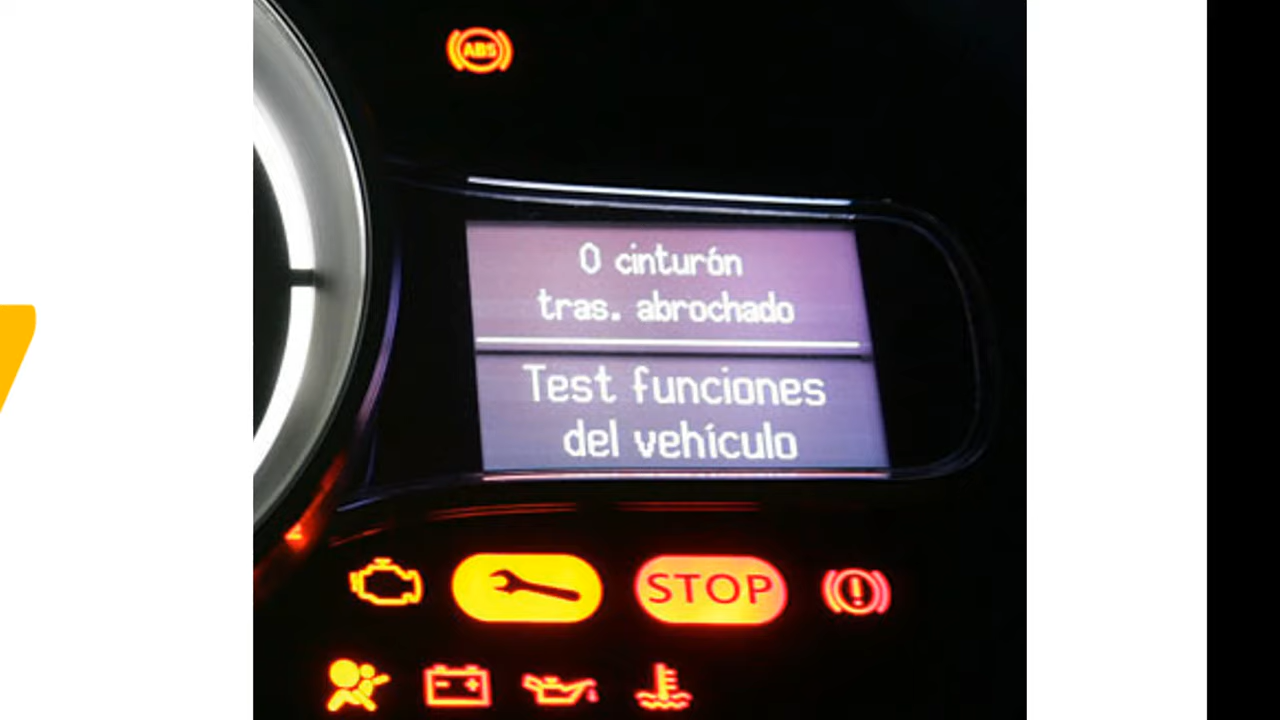 ABS
0 cinturón
tras. abrochado
Test funciones
del vehículo
STOP